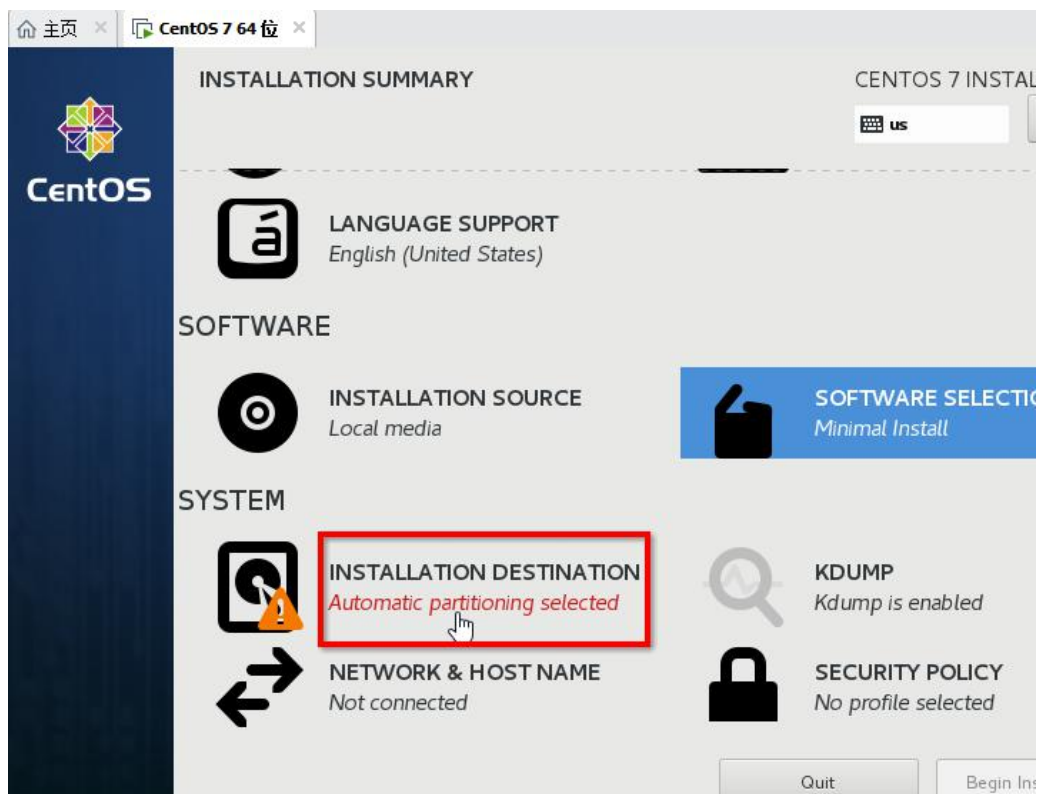 主页 × CentOS 7 64 位 ×
INSTALLATION SUMMARY
CENTOS 7 INSTAL
us
CentOS
á
LANGUAGE SUPPORT
English (United States)
SOFTWARE
INSTALLATION SOURCE
Local media
SOFTWARE SELECTIO
Minimal Install
SYSTEM
INSTALLATION DESTINATION
Automatic partitioning selected
KDUMP
Kdump is enabled
NETWORK & HOST NAME
Not connected
SECURITY POLICY
No profile selected
Quit
Begin Ins